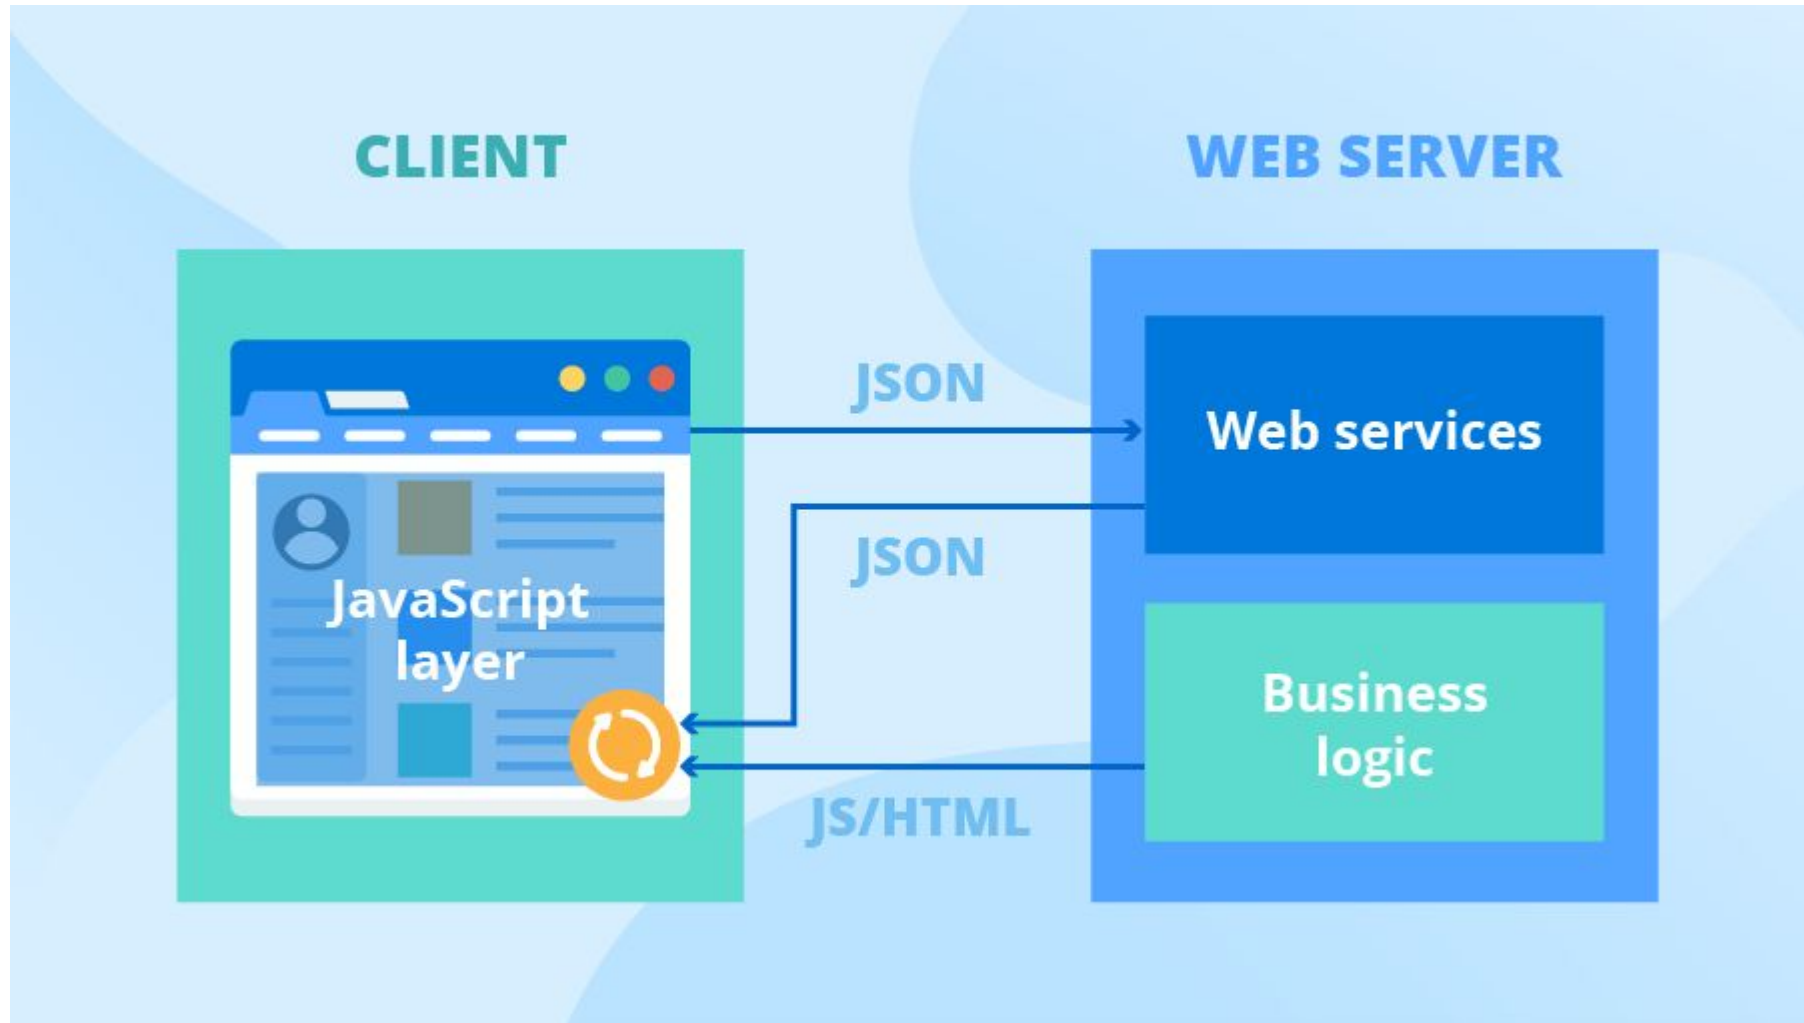 CLIENT
WEB SERVER
JSON
Web services
JSON
JavaScript
layer
Business
logic
JS/HTML